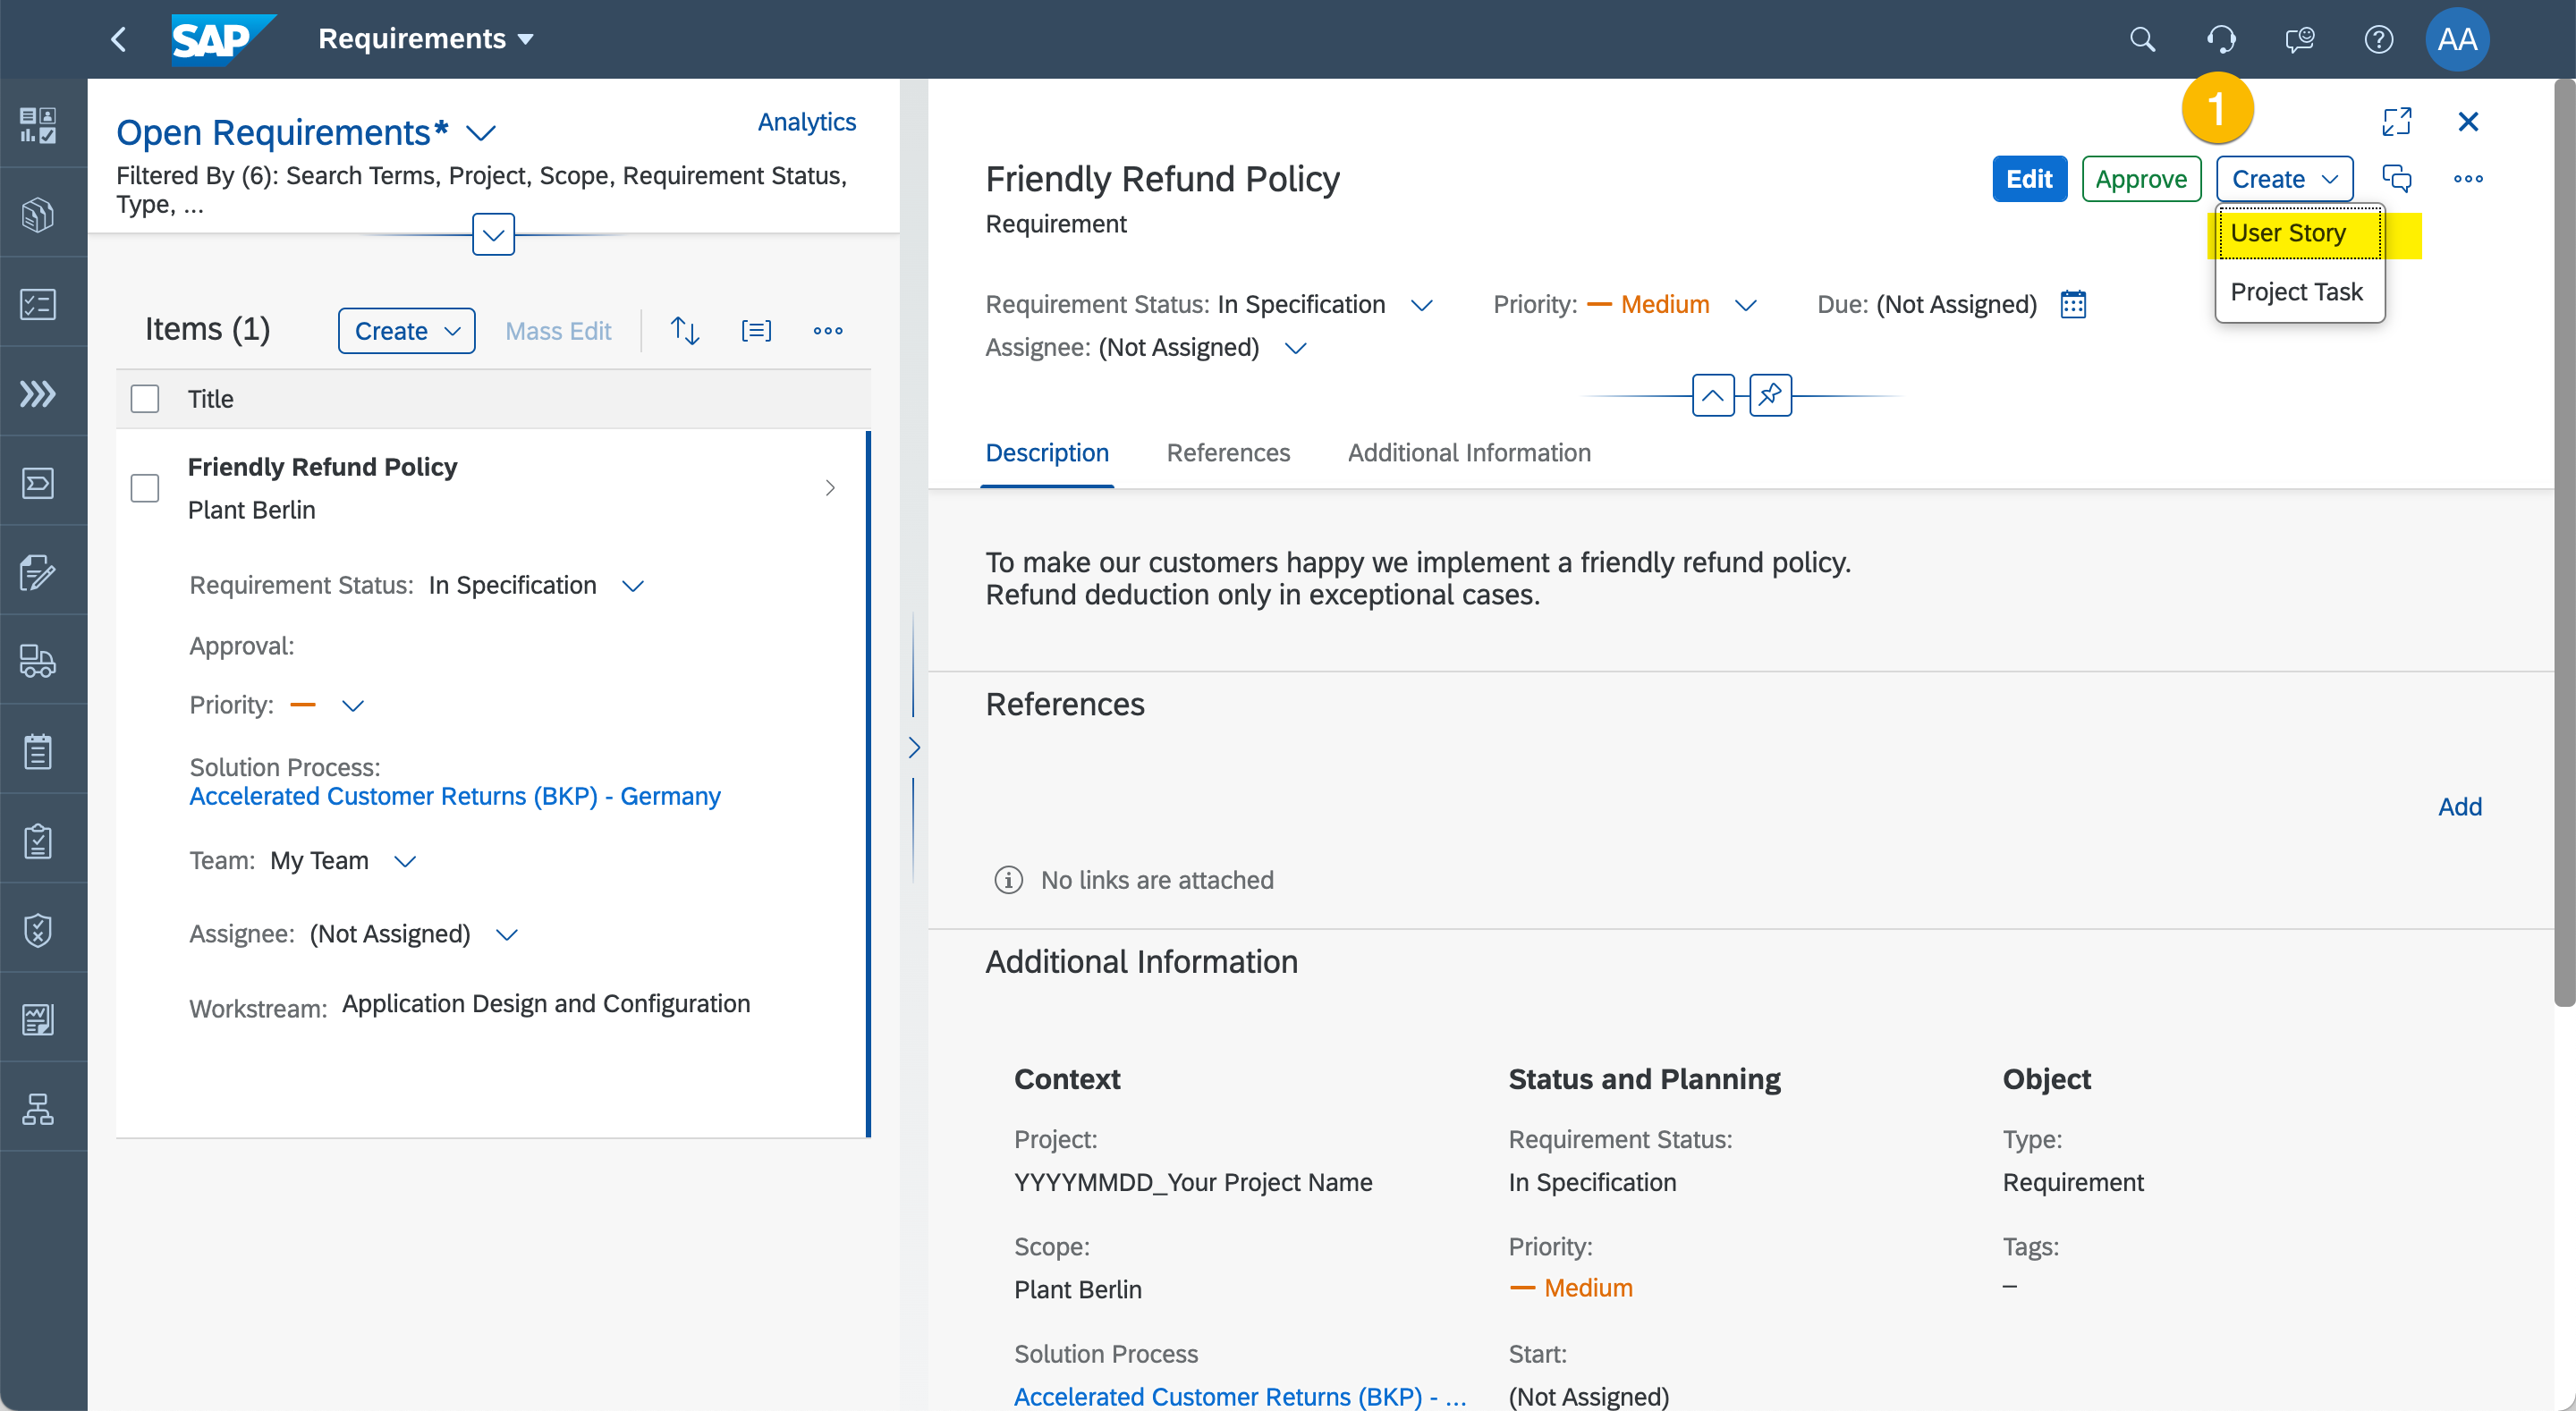 SAP
Requirements
AA
Open Requirements*
Analytics
Filtered By (6): Search Terms, Project, Scope, Requirement Status,
Type, ...
Items (1)
Create
Mass Edit
Title
Friendly Refund Policy
Plant Berlin
Requirement Status: In Specification
Approval:
Priority:
Solution Process:
Accelerated Customer Returns (BKP) - Germany
Team: My Team
Assignee: (Not Assigned)
Workstream: Application Design and Configuration
1
Friendly Refund Policy
Edit
Approve
Create
Requirement
User Story
Project Task
Requirement Status: In Specification
Priority: Medium
Due: (Not Assigned)
Assignee: (Not Assigned)
Description
References
Additional Information
To make our customers happy we implement a friendly refund policy.
Refund deduction only in exceptional cases.
References
Add
No links are attached
Additional Information
Context
Project:
YYYYMMDD_Your Project Name
Scope:
Plant Berlin
Solution Process
Accelerated Customer Returns (BKP) - ...
Status and Planning
Requirement Status:
In Specification
Priority:
Medium
Start:
(Not Assigned)
Object
Type:
Requirement
Tags:
–